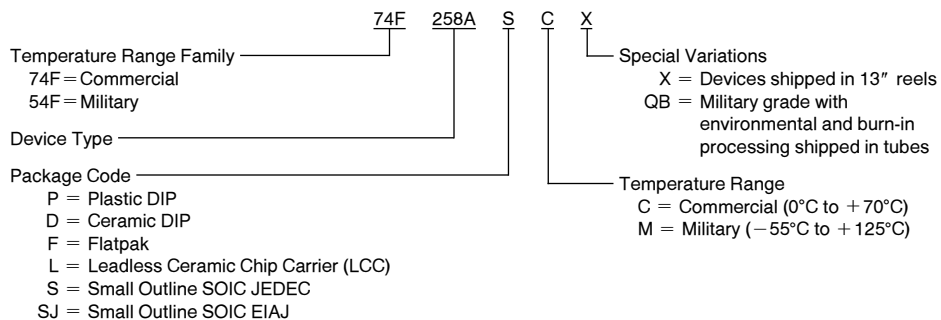 74F 258A S C X
Temperature Range Family
74F = Commercial
54F = Military
Device Type
Package Code
P = Plastic DIP
D = Ceramic DIP
F = Flatpak
L = Leadless Ceramic Chip Carrier (LCC)
S = Small Outline SOIC JEDEC
SJ = Small Outline SOIC EIAJ
Special Variations
X = Devices shipped in 13″ reels
QB = Military grade with
environmental and burn-in
processing shipped in tubes
Temperature Range
C = Commercial (0°C to +70°C)
M = Military (−55°C to +125°C)